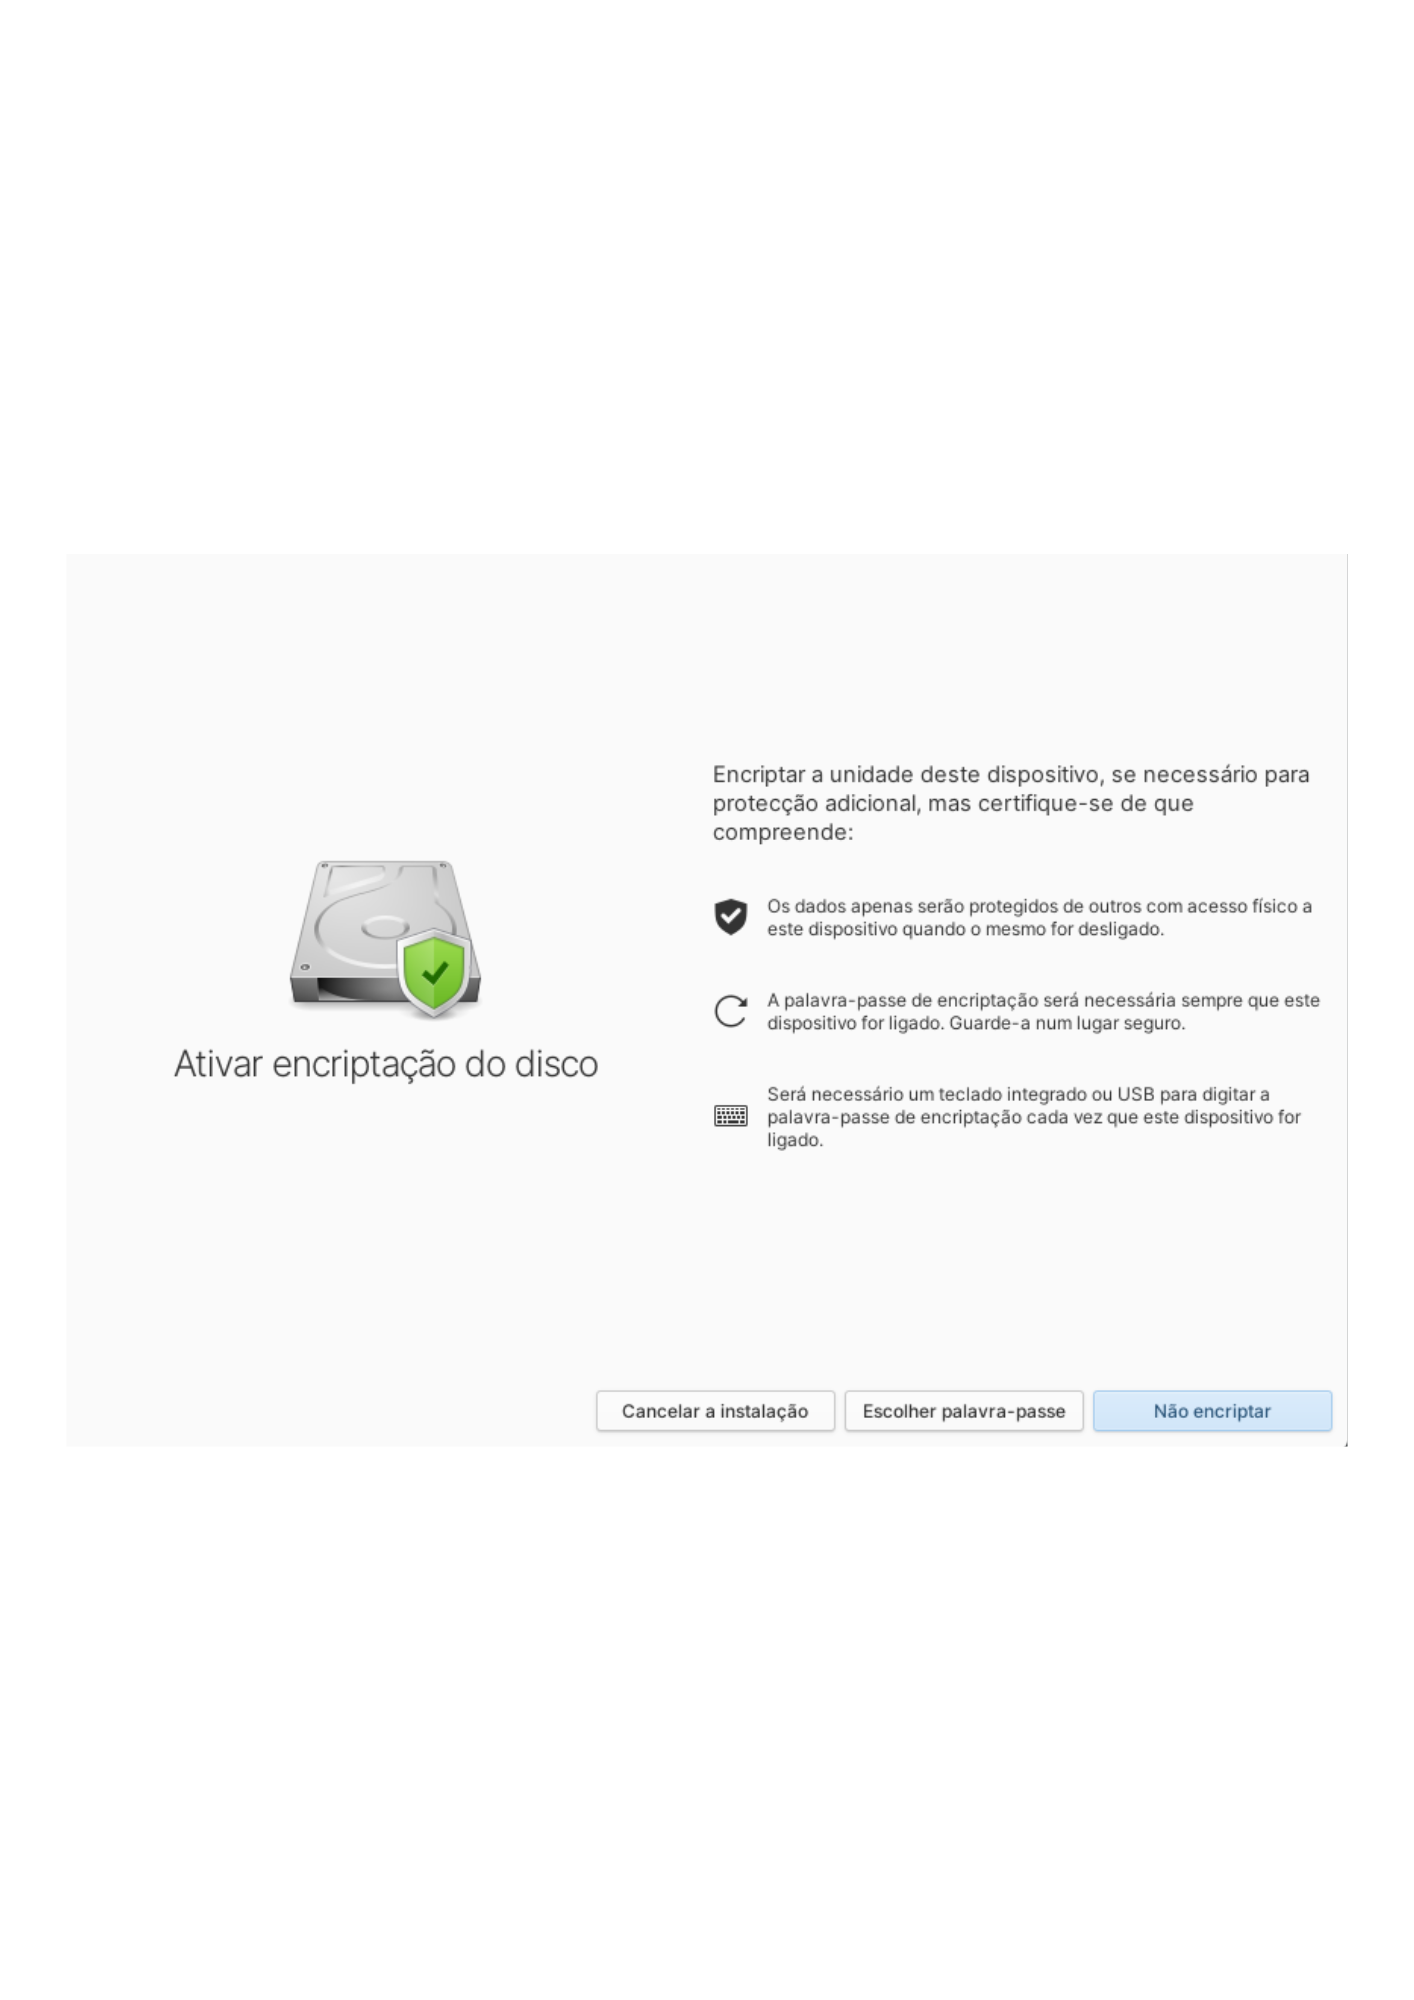 Ativar encriptação do disco
Encriptar a unidade deste dispositivo, se necessário para
protecção adicional, mas certifique-se de que
compreende:
Os dados apenas serão protegidos de outros com acesso físico a
este dispositivo quando o mesmo for desligado.
A palavra-passe de encriptação será necessária sempre que este
dispositivo for ligado. Guarde-a num lugar seguro.
Será necessário um teclado integrado ou USB para digitar a
palavra-passe de encriptação cada vez que este dispositivo for
ligado.
Cancelar a instalação
Escolher palavra-passe
Não encriptar